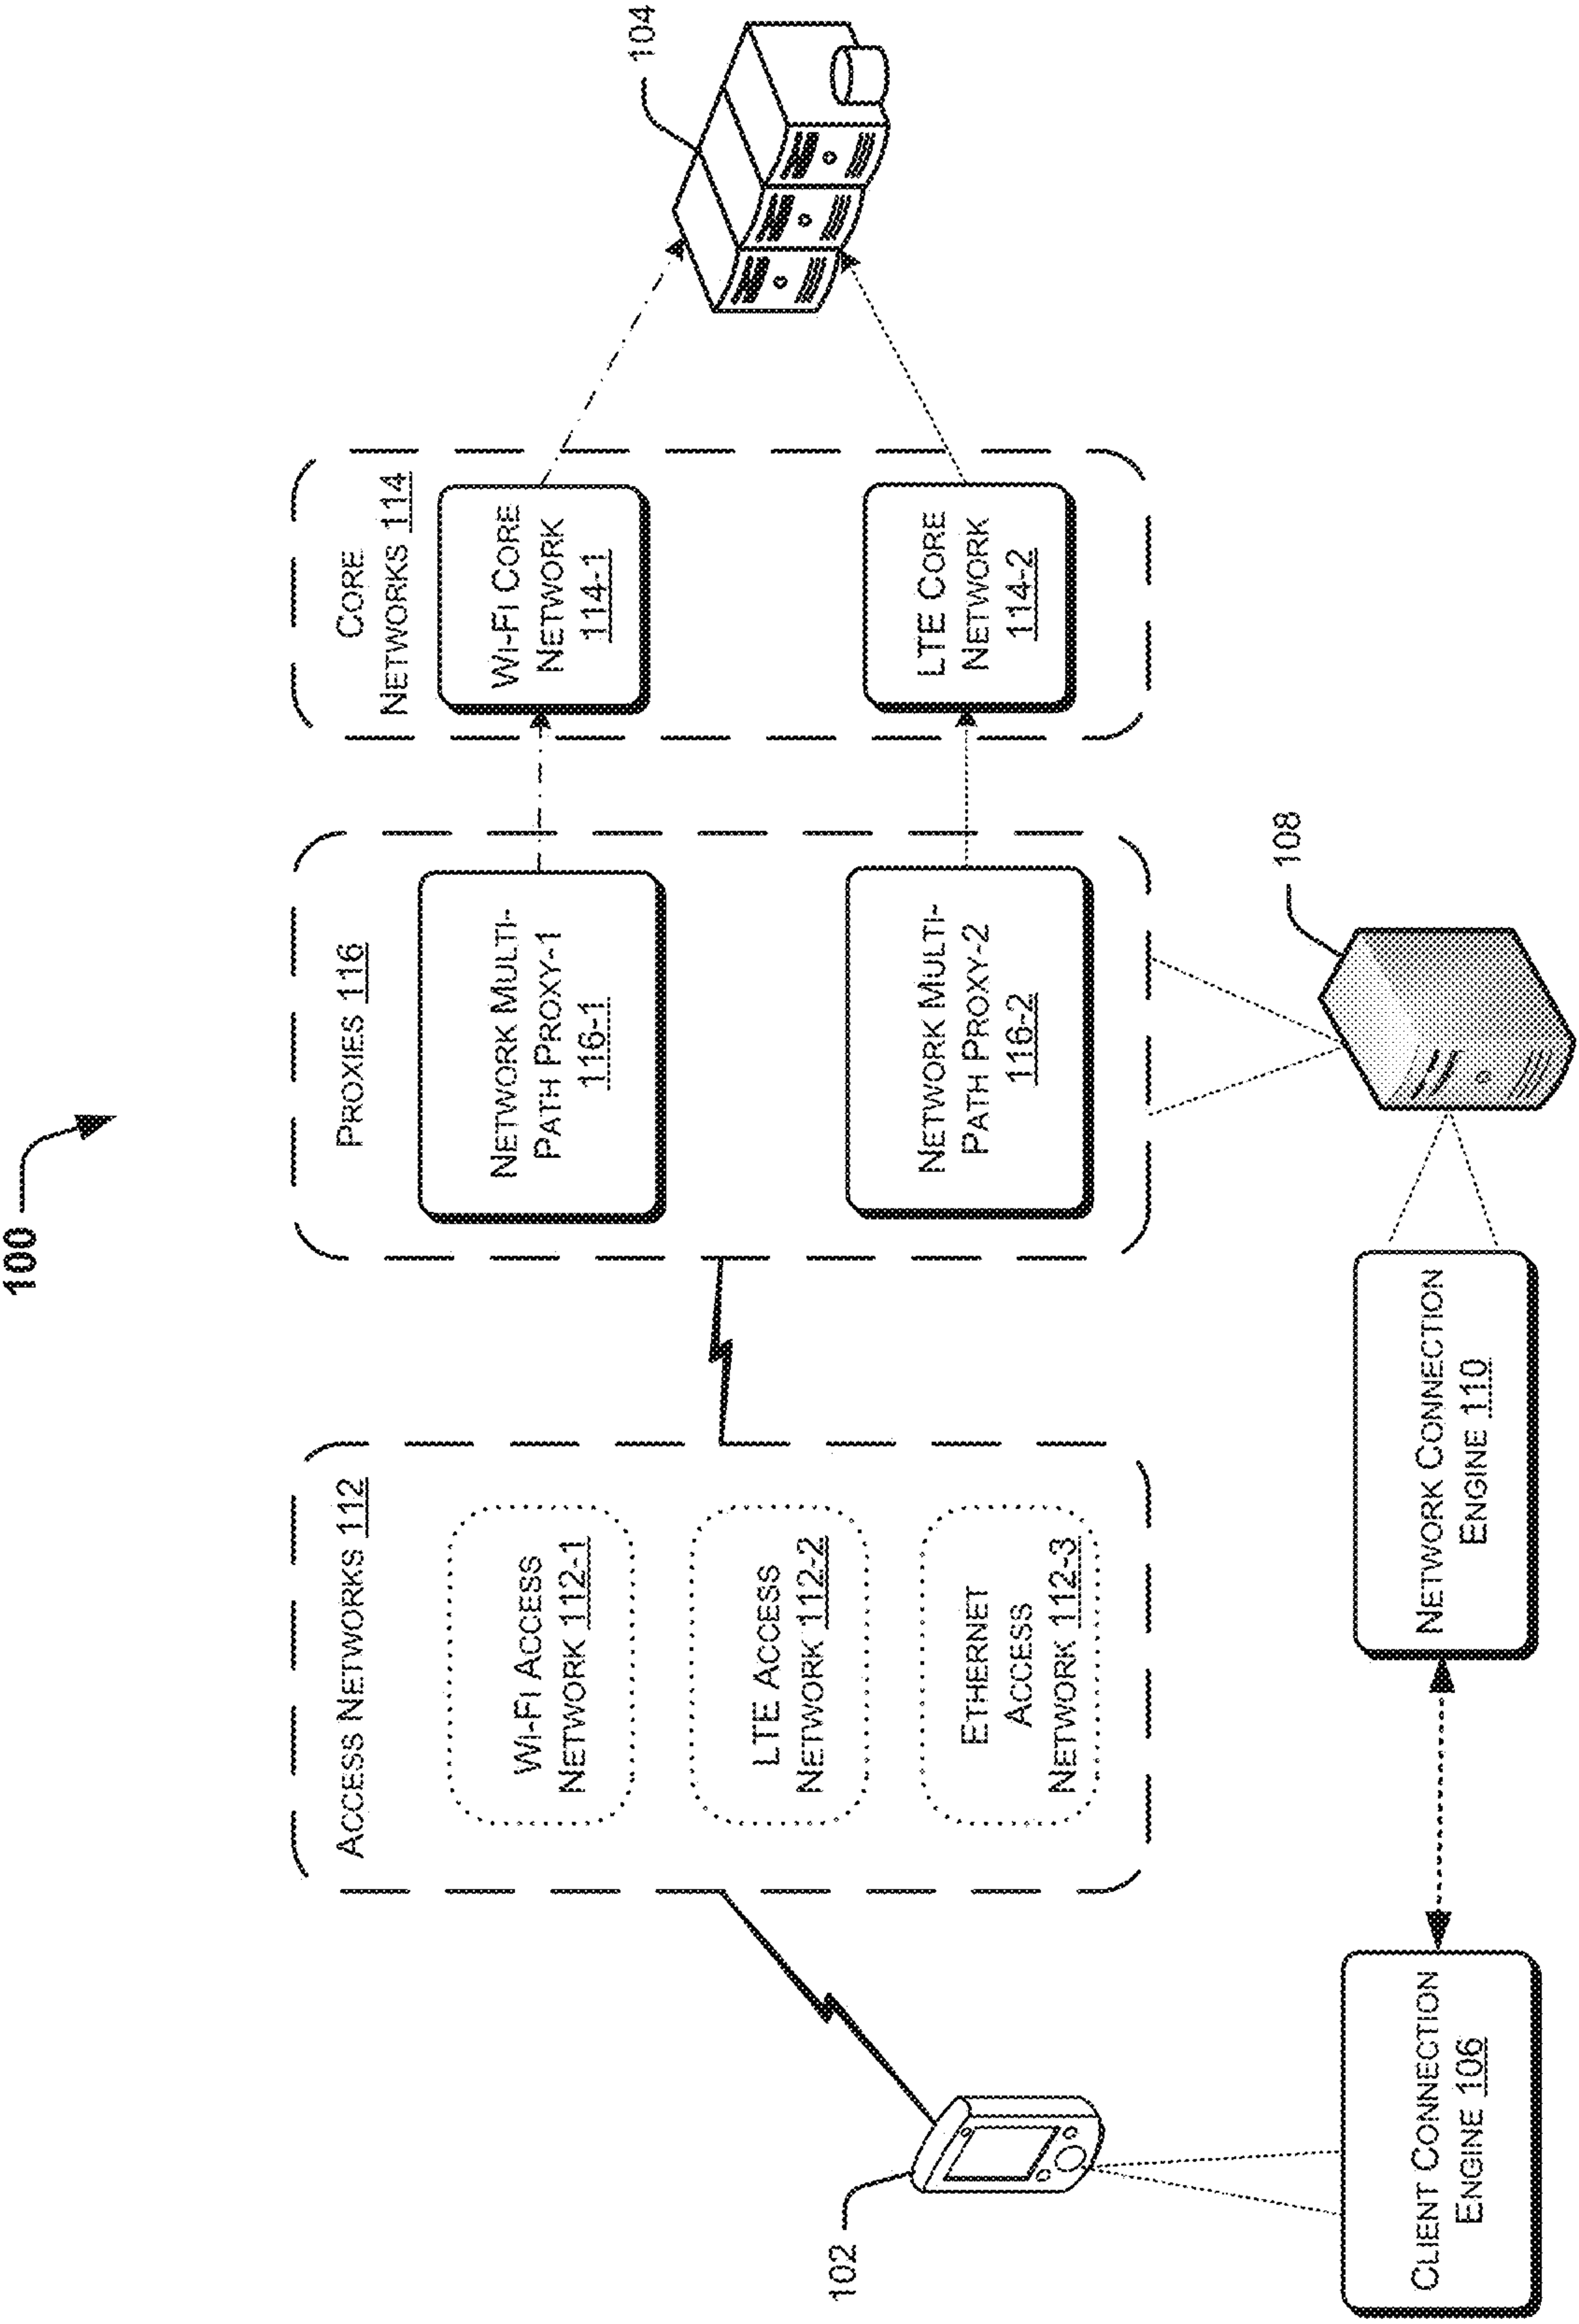 100
ACCESS NETWORKS 112
WI-FI ACCESS
NETWORK 112-1
LTE ACCESS
NETWORK 112-2
ETHERNET
ACCESS
NETWORK 112-3
PROXIES 116
NETWORK MULTI-
PATH PROXY-1
116-1
NETWORK MULTI-
PATH PROXY-2
116-2
CORE
NETWORKS 114
WI-FI CORE
NETWORK
114-1
LTE CORE
NETWORK
114-2
104
102
108
CLIENT CONNECTION
ENGINE 106
NETWORK CONNECTION
ENGINE 110